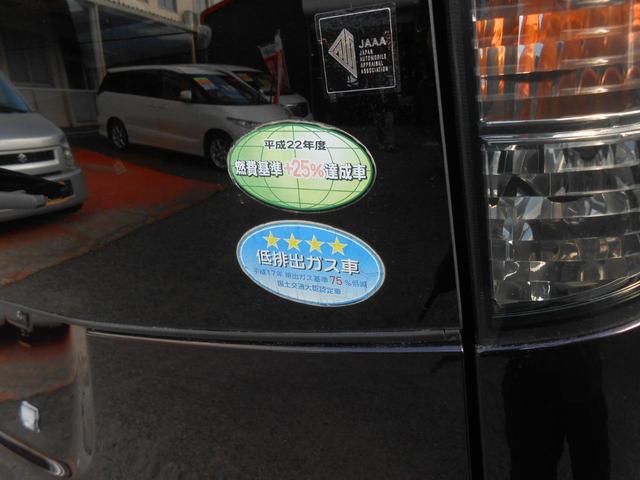 JAAA
JAPAN
AUTOMOBILE
APPRAISAL
ASSOCIATION
平成22年度
燃費基準+25%達成車
低排出ガス車
平成17年 排出ガス基準 75%低減
国土交通大臣認定車